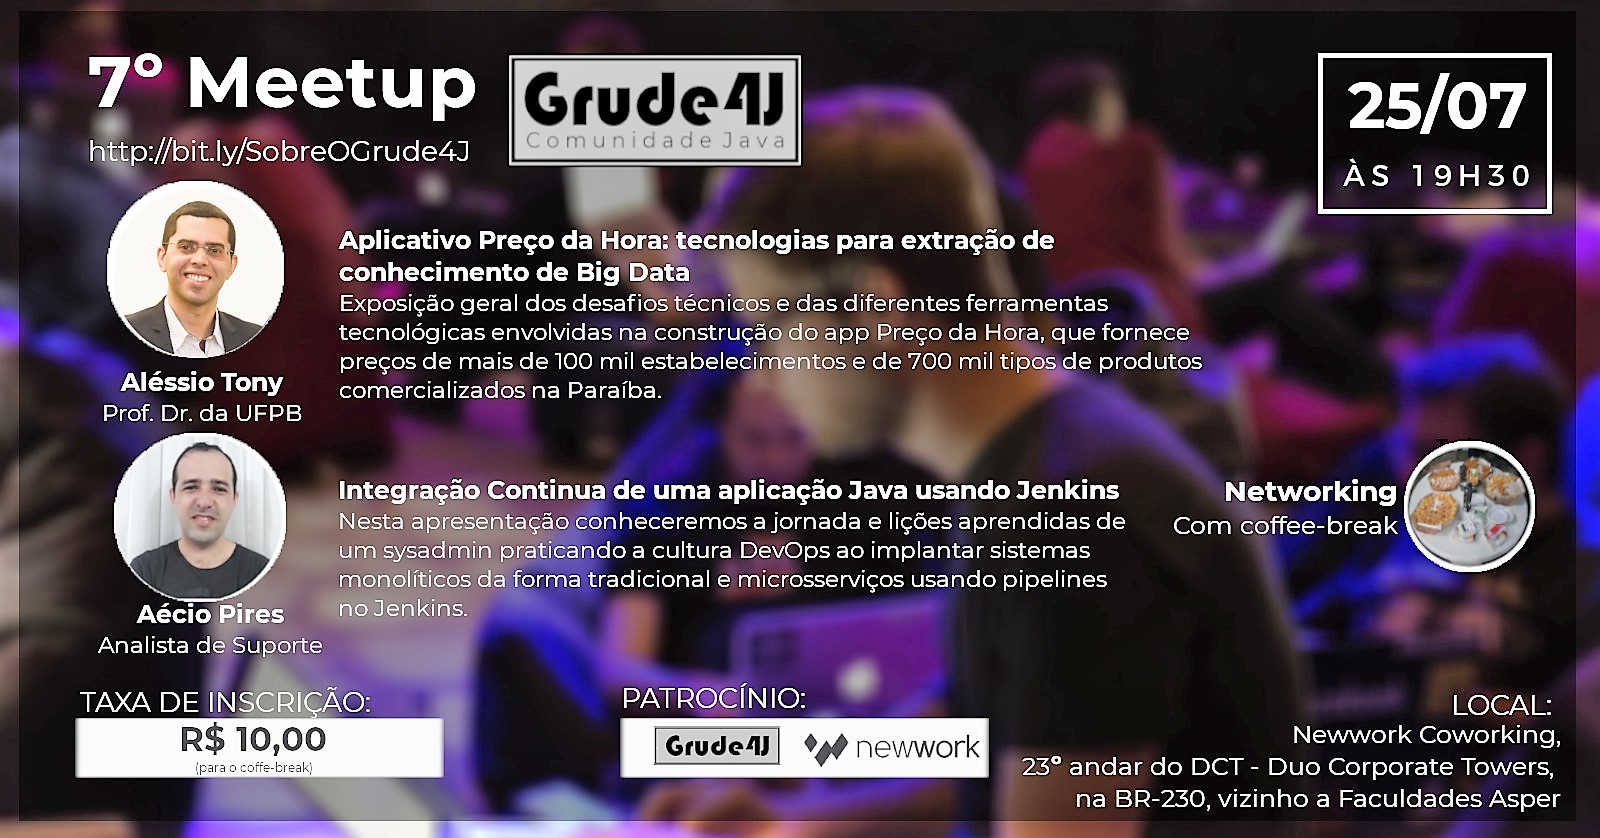 7º Meetup
http://bit.ly/SobreOGrude4J
Grude4J
Comunidade Java
25/07
ÀS 19H30
Aplicativo Preço da Hora: tecnologias para extração de
conhecimento de Big Data
Exposição geral dos desafios técnicos e das diferentes ferramentas
tecnológicas envolvidas na construção do app Preço da Hora, que fornece
preços de mais de 100 mil estabelecimentos e de 700 mil tipos de produtos
comercializados na Paraíba.
Aléssio Tony
Prof. Dr. da UFPB
Integração Continua de uma aplicação Java usando Jenkins
Nesta apresentação conheceremos a jornada e lições aprendidas de
um sysadmin praticando a cultura DevOps ao implantar sistemas
monolíticos da forma tradicional e microsserviços usando pipelines
no Jenkins.
Aécio Pires
Analista de Suporte
Networking
Com coffee-break
TAXA DE INSCRIÇÃO:
R$ 10,00
(para o coffe-break)
PATROCÍNIO:
Grude4J
newwork
LOCAL:
Newwork Coworking,
23º andar do DCT - Duo Corporate Towers,
na BR-230, vizinho a Faculdades Asper